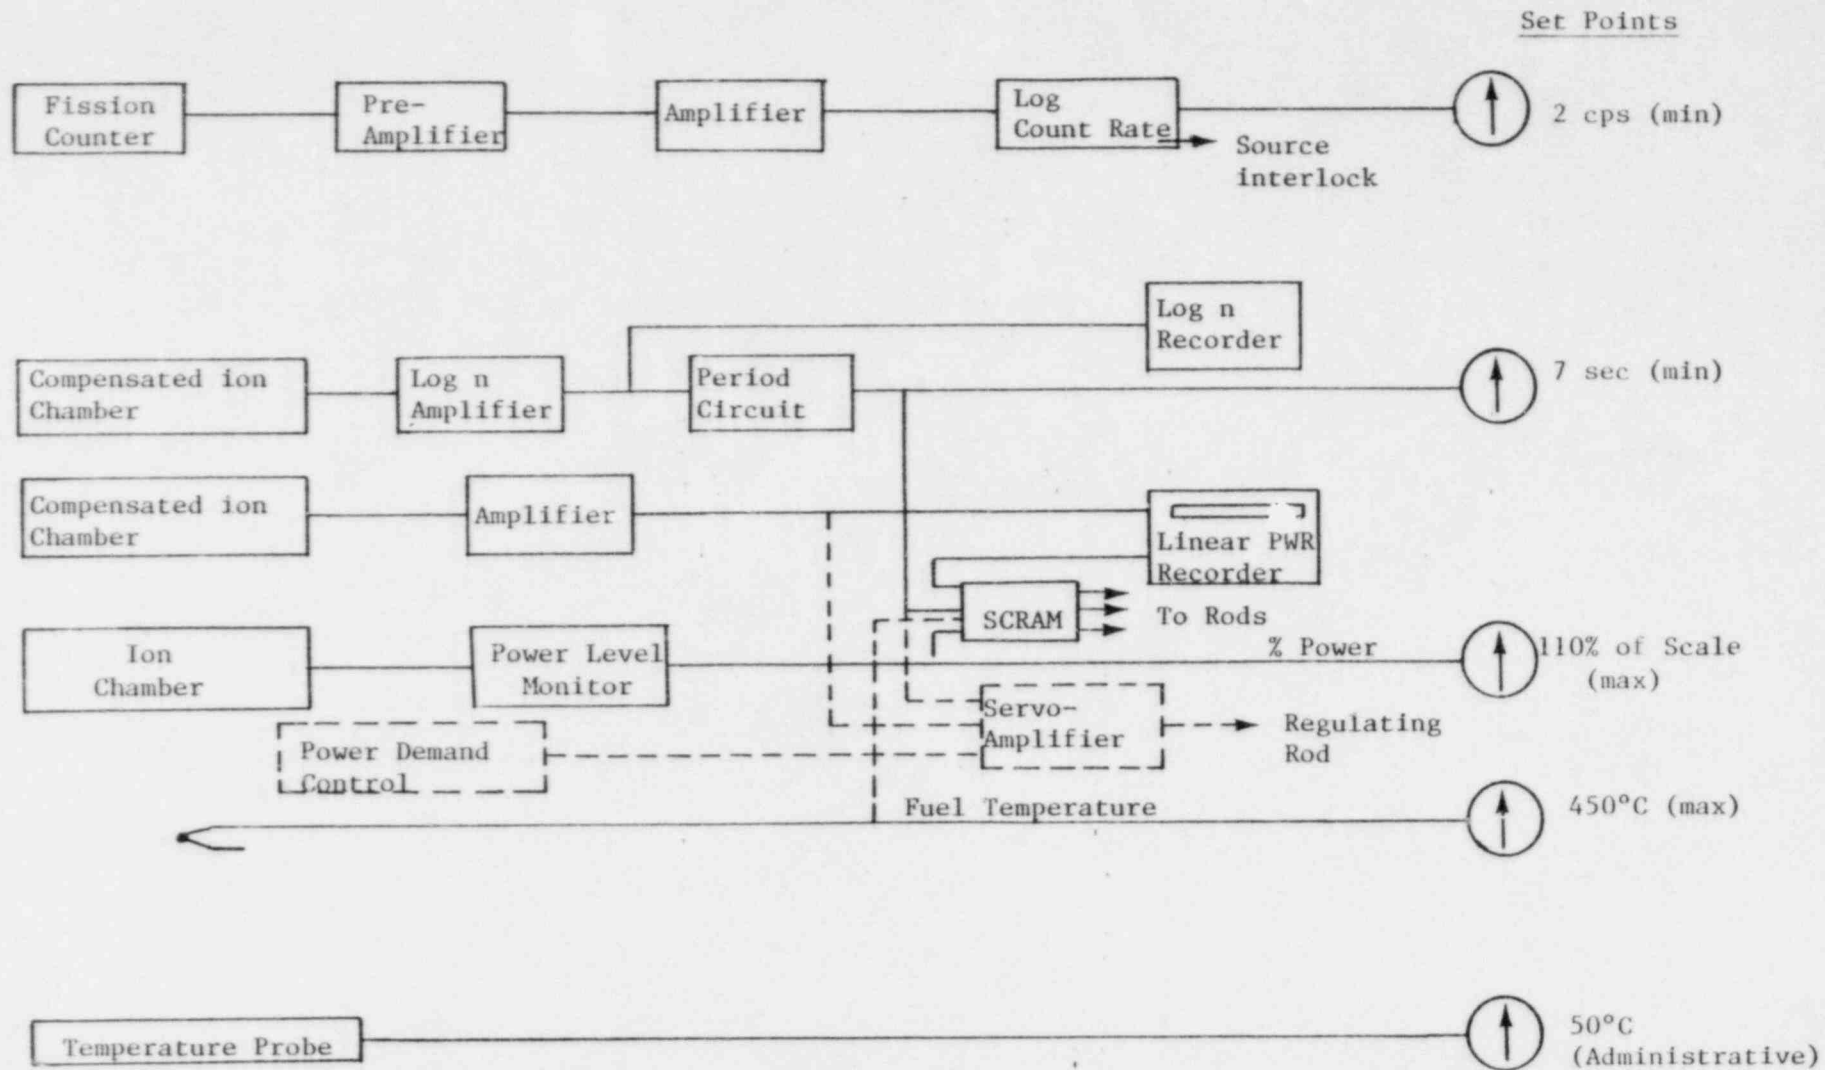 Set Points
Fission
Counter
Pre-
Amplifier
Amplifier
Log
Count Rate
Source
interlock
2 cps (min)
Log n
Recorder
Compensated ion
Chamber
Log n
Amplifier
Period
Circuit
7 sec (min)
Compensated ion
Chamber
Amplifier
Linear PWR
Recorder
SCRAM
To Rods
Ion
Chamber
Power Level
Monitor
% Power
110% of Scale
(max)
Power Demand
Control
Servo-
Amplifier
Regulating
Rod
Fuel Temperature
450°C (max)
Temperature Probe
50°C
(Administrative)